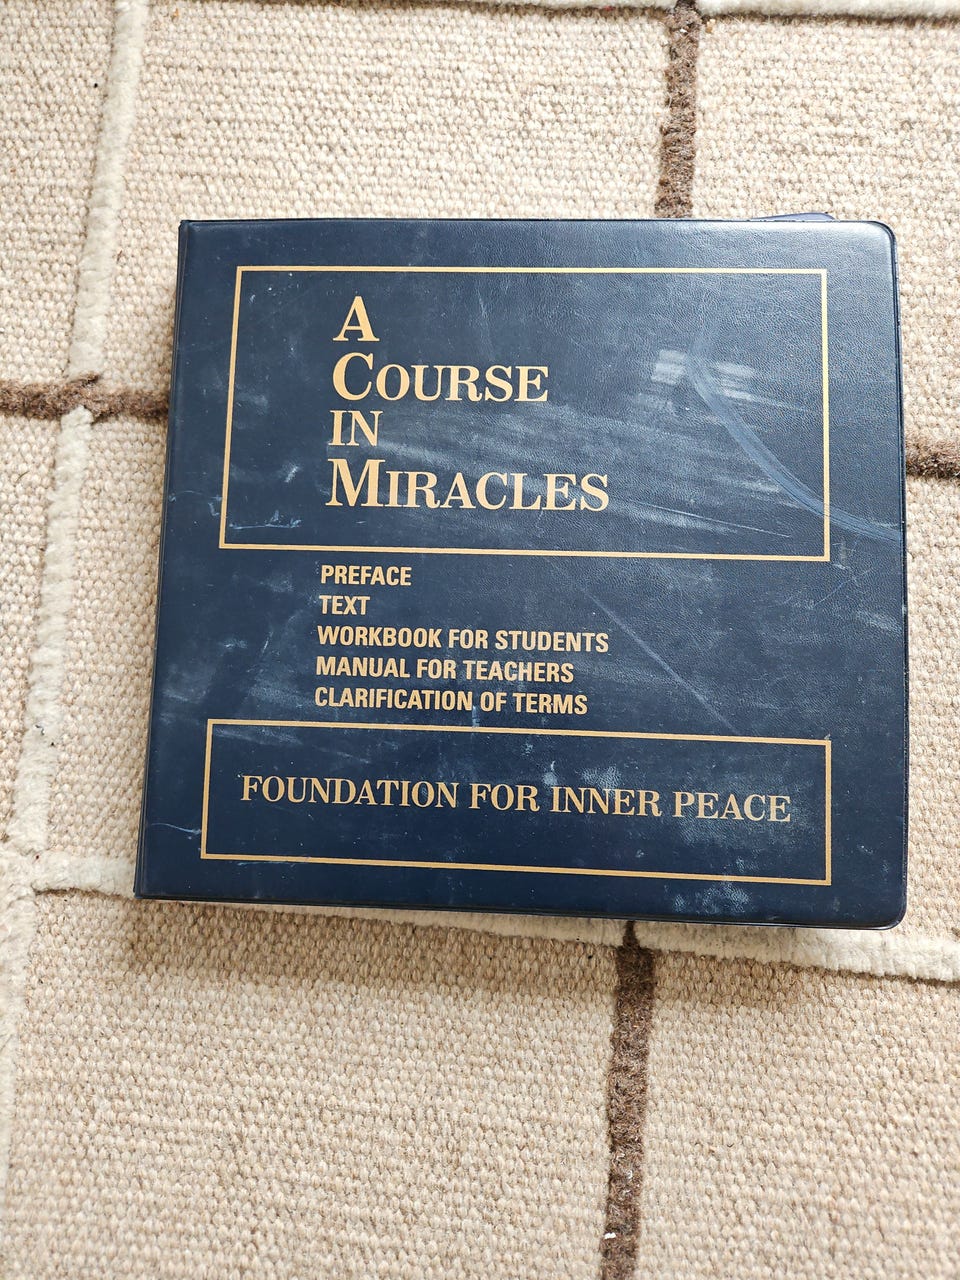 A
COURSE
IN
MIRACLES
PREFACE
TEXT
WORKBOOK FOR STUDENTS
MANUAL FOR TEACHERS
CLARIFICATION OF TERMS
FOUNDATION FOR INNER PEACE